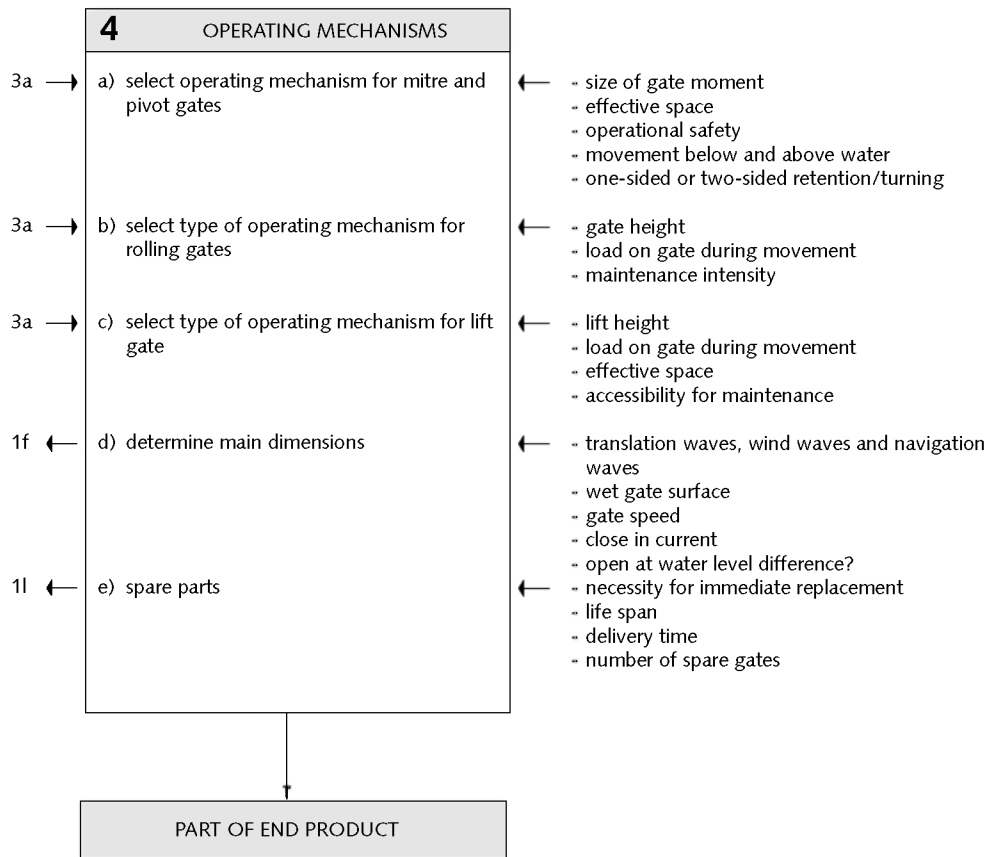 4 OPERATING MECHANISMS
3a a) select operating mechanism for mitre and - size of gate moment
pivot gates - effective space
- operational safety
- movement below and above water
- one-sided or two-sided retention/turning
3a b) select type of operating mechanism for - gate height
rolling gates - load on gate during movement
- maintenance intensity
3a c) select type of operating mechanism for lift - lift height
gate - load on gate during movement
- effective space
- accessibility for maintenance
1f d) determine main dimensions - translation waves, wind waves and navigation
waves
- wet gate surface
- gate speed
- close in current
- open at water level difference?
1l e) spare parts - necessity for immediate replacement
- life span
- delivery time
- number of spare gates
PART OF END PRODUCT